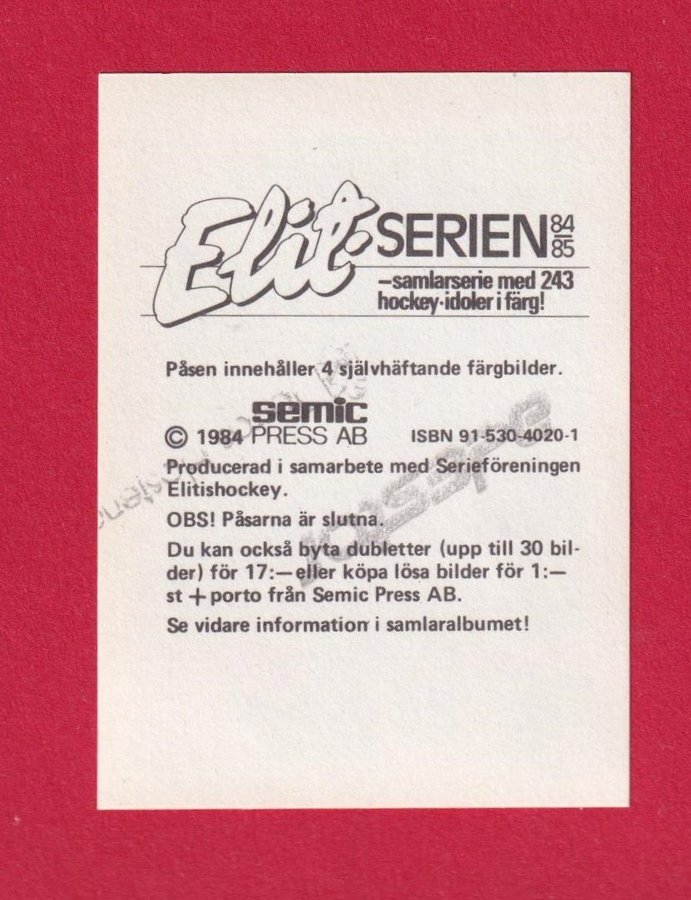 Elit-SERIEN 84/85
–samlarserie med 243
hockey-idoler i färg!
Påsen innehåller 4 självhäftande färgbilder.
semic
© 1984 PRESS AB ISBN 91-530-4020-1
Producerad i samarbete med Serieföreningen
Elitishockey.
OBS! Påsarna är slutna.
Du kan också byta dubletter (upp till 30 bil-
der) för 17:— eller köpa lösa bilder för 1:—
st + porto från Semic Press AB.
Se vidare information i samlaralbumet!